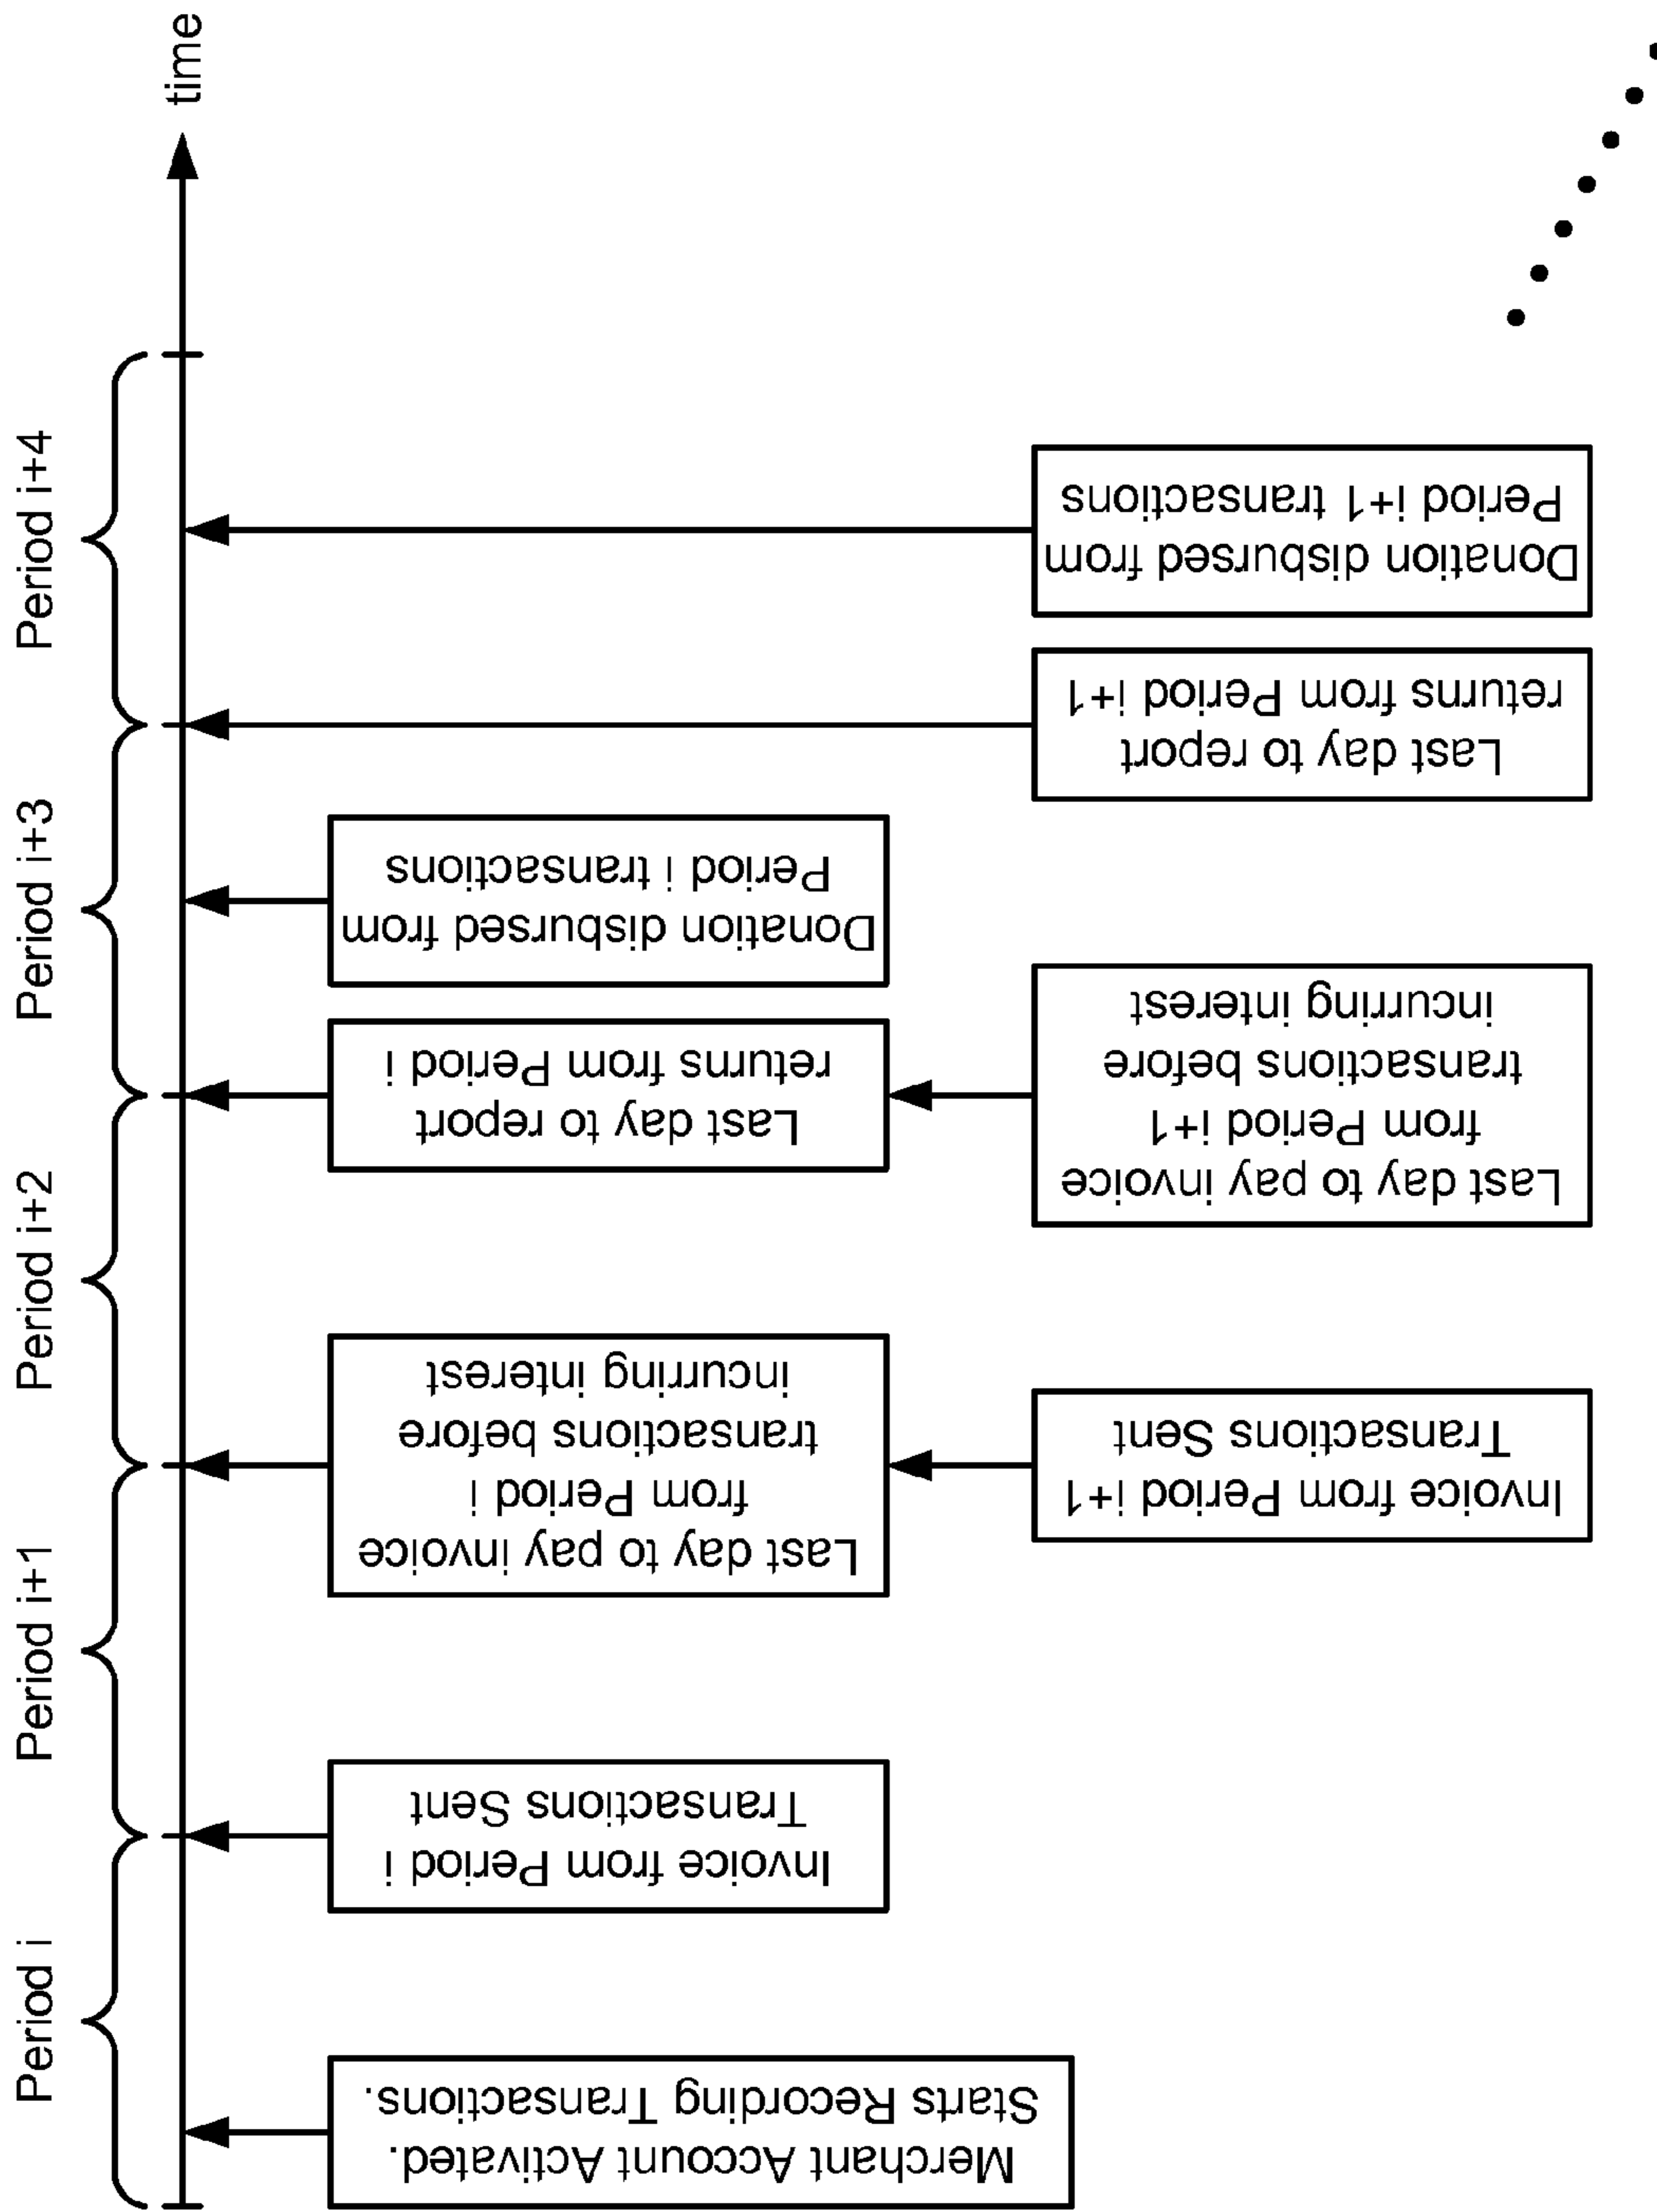 Period i
Period i+1
Period i+2
Period i+3
Period i+4
time
Merchant Account Activated.
Starts Recording Transactions.
Invoice from Period i
Transactions Sent
Last day to pay invoice
from Period i
transactions before
incurring interest
Last day to report
returns from Period i
Donation disbursed from
Period i transactions
Invoice from Period i+1
Transactions Sent
Last day to pay invoice
from Period i+1
transactions before
incurring interest
Last day to report
returns from Period i+1
Donation disbursed from
Period i+1 transactions